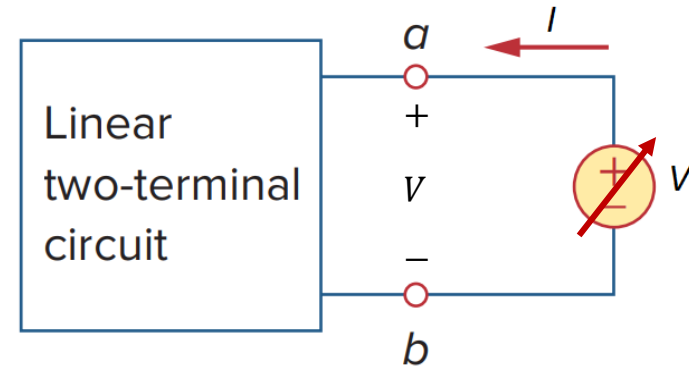 I
a
Linear
two-terminal
circuit
+
V
−
+
−
V
b